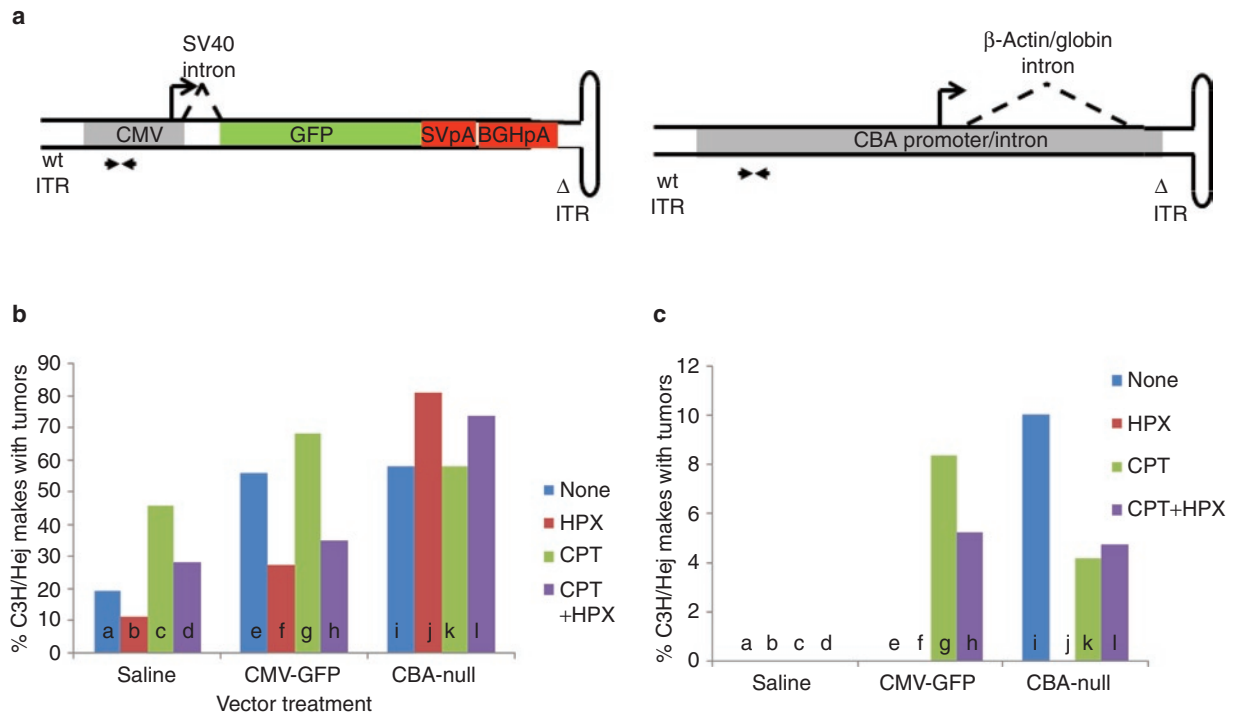 a
SV40
intron
CMV
GFP
SVpA
BGHpA
wt
ITR
Δ
ITR
β-Actin/globin
intron
CBA promoter/intron
wt
ITR
Δ
ITR
b
% C3H/Hej makes with tumors
90
80
70
60
50
40
30
20
10
0
a b c d
e f g h
i j k l
Saline
CMV-GFP
CBA-null
Vector treatment
None
HPX
CPT
CPT
+HPX
c
% C3H/Hej makes with tumors
12
10
8
6
4
2
0
a b c d
e f g h
i j k l
Saline
CMV-GFP
CBA-null
None
HPX
CPT
CPT+HPX